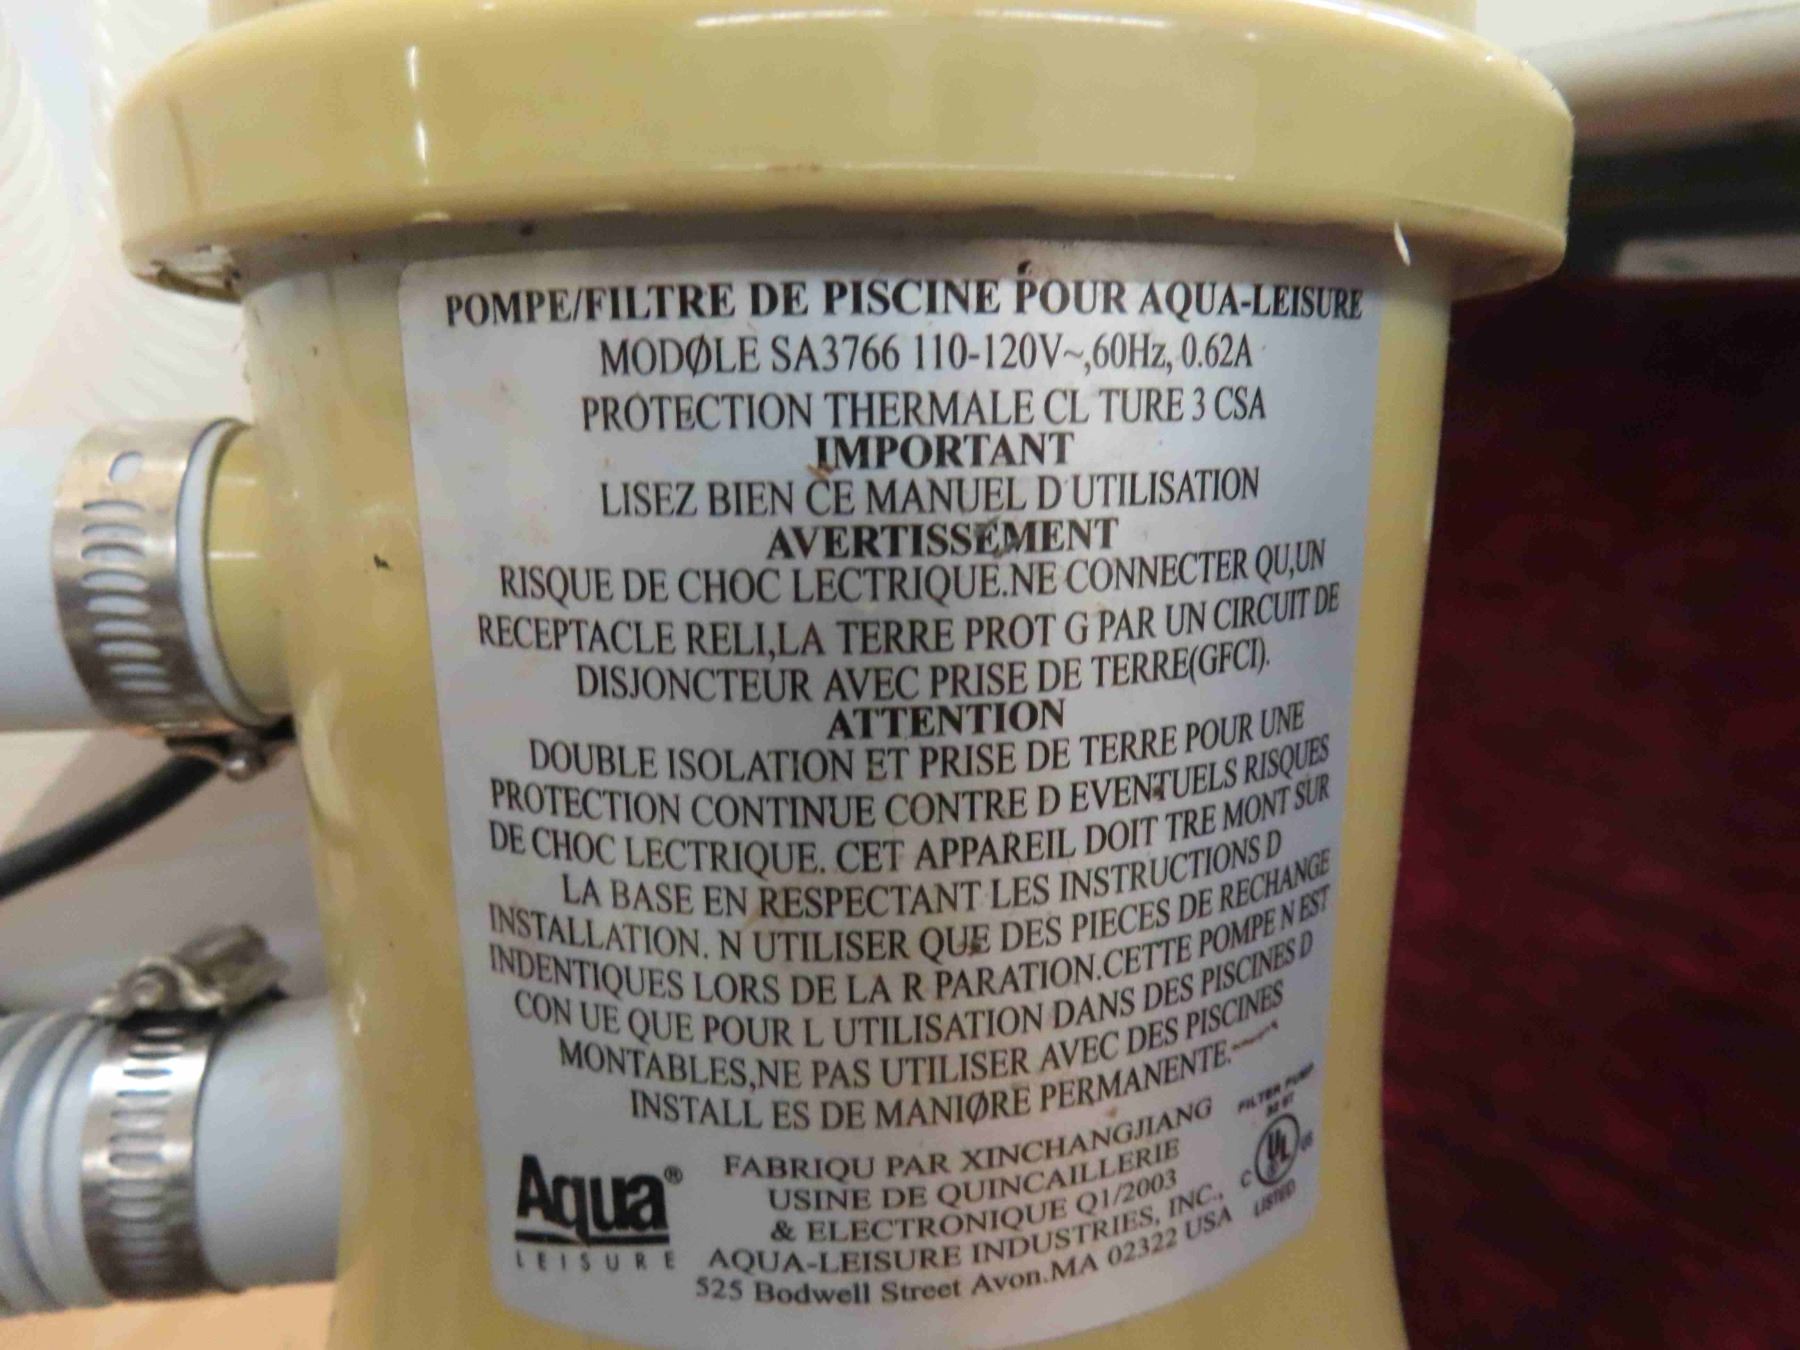 POMPE/FILTRE DE PISCINE POUR AQUA-LEISURE
MODØLE SA3766 110-120V~,60Hz, 0.62A
PROTECTION THERMALE CL TURE 3 CSA
IMPORTANT
LISEZ BIEN CE MANUEL D'UTILISATION
AVERTISSEMENT
RISQUE DE CHOC LECTRIQUE.NE CONNECTER QU,UN
RECEPTACLE RELI,LA TERRE PROT G PAR UN CIRCUIT DE
DISJONCTEUR AVEC PRISE DE TERRE(GFCI).
ATTENTION
DOUBLE ISOLATION ET PRISE DE TERRE POUR UNE
PROTECTION CONTINUE CONTRE D EVENTUELS RISQUES
DE CHOC LECTRIQUE. CET APPAREIL DOIT TRE MONT SUR
LA BASE EN RESPECTANT LES INSTRUCTIONS D
INSTALLATION. N UTILISER QUE DES PIECES DE RECHANGE
INDENTIQUES LORS DE LA R PARATION.CETTE POMPE N EST
CON UE QUE POUR L UTILISATION DANS DES PISCINES D
MONTABLES,NE PAS UTILISER AVEC DES PISCINES
INSTALL ES DE MANIØRE PERMANENTE.
FABRIQU PAR XINCHANGJIANG
USINE DE QUINCAILLERIE
& ELECTRONIQUE Q1/2003
AQUA-LEISURE INDUSTRIES, INC.,
525 Bodwell Street Avon.MA 02322 USA
Aqua®
LEISURE
FILTER PUMP
C UL US
LISTED